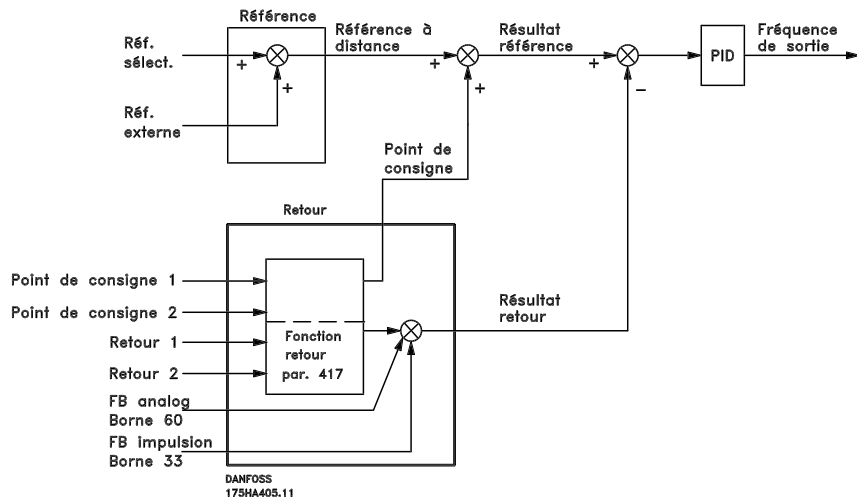 Référence
Réf.
sélect.
+
+
Réf.
externe
Référence à
distance
+
+
Résultat
référence
+
−
PID
Fréquence
de sortie
Point de
consigne
Retour
Point de consigne 1
Point de consigne 2
Retour 1
Retour 2
FB analog
Borne 60
FB impulsion
Borne 33
Fonction
retour
par. 417
Résultat
retour
DANFOSS
175HA405.11